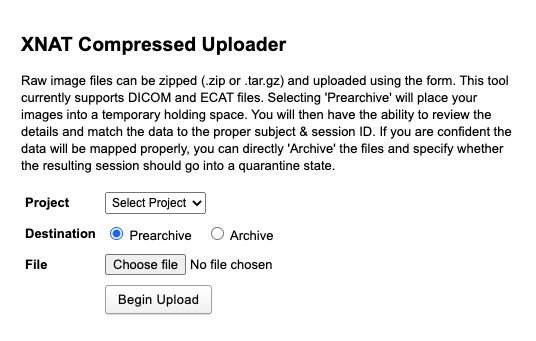 XNAT Compressed Uploader
Raw image files can be zipped (.zip or .tar.gz) and uploaded using the form. This tool
currently supports DICOM and ECAT files. Selecting 'Prearchive' will place your
images into a temporary holding space. You will then have the ability to review the
details and match the data to the proper subject & session ID. If you are confident the
data will be mapped properly, you can directly 'Archive' the files and specify whether
the resulting session should go into a quarantine state.
Project Select Project
Destination Prearchive Archive
File Choose file No file chosen
Begin Upload